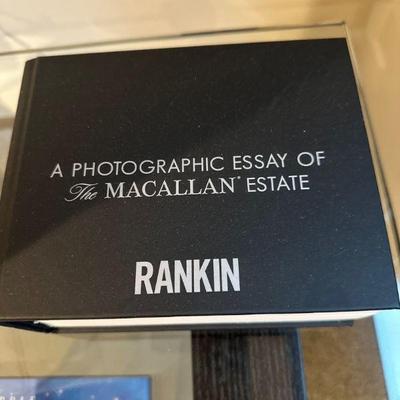 A PHOTOGRAPHIC ESSAY OF
The MACALLAN® ESTATE
RANKIN